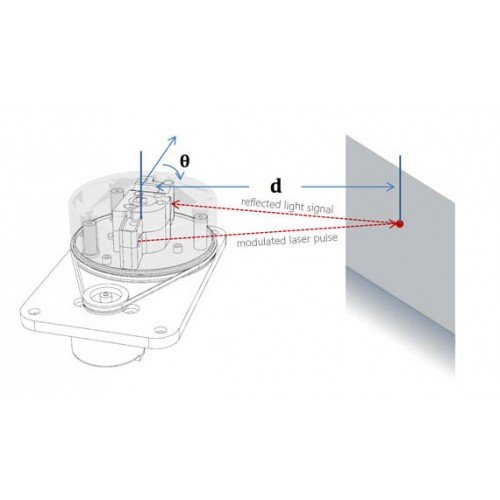 θ
d
reflected light signal
modulated laser pulse